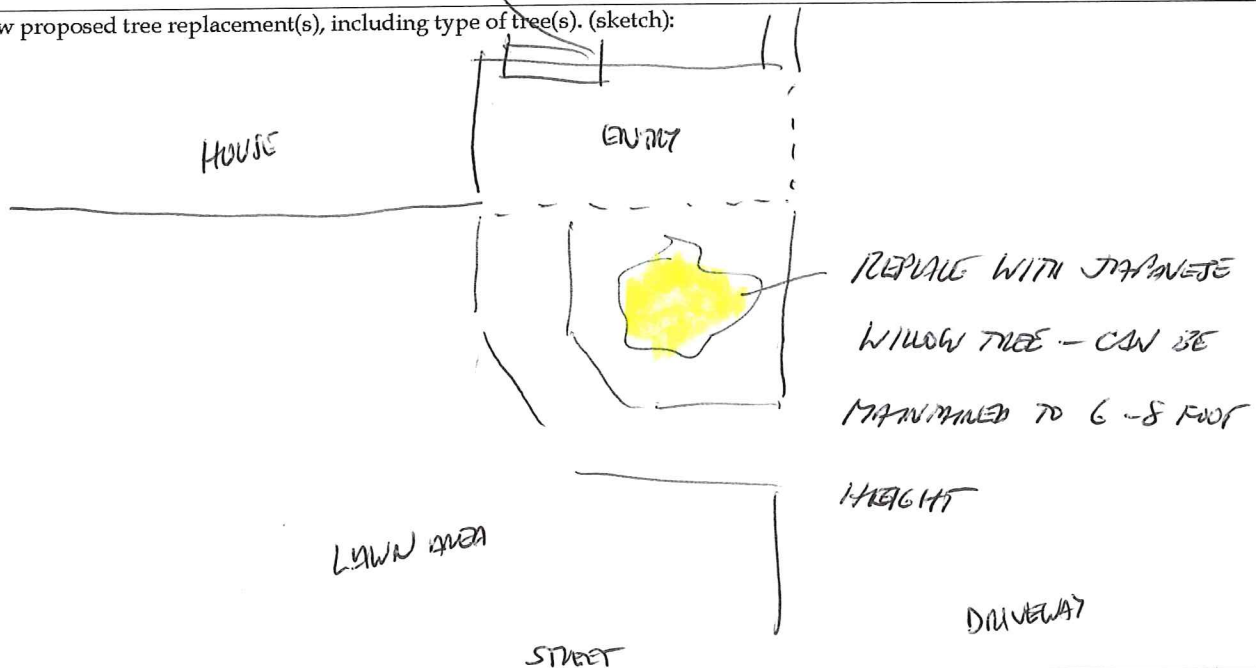 w proposed tree replacement(s), including type of tree(s). (sketch):
HOUSE
ENTRY
REPLACE WITH JAPANESE
WILLOW TREE - CAN BE
MAINTAINED TO 6-8 FOOT
HEIGHT
LAWN AREA
DRIVEWAY
STREET